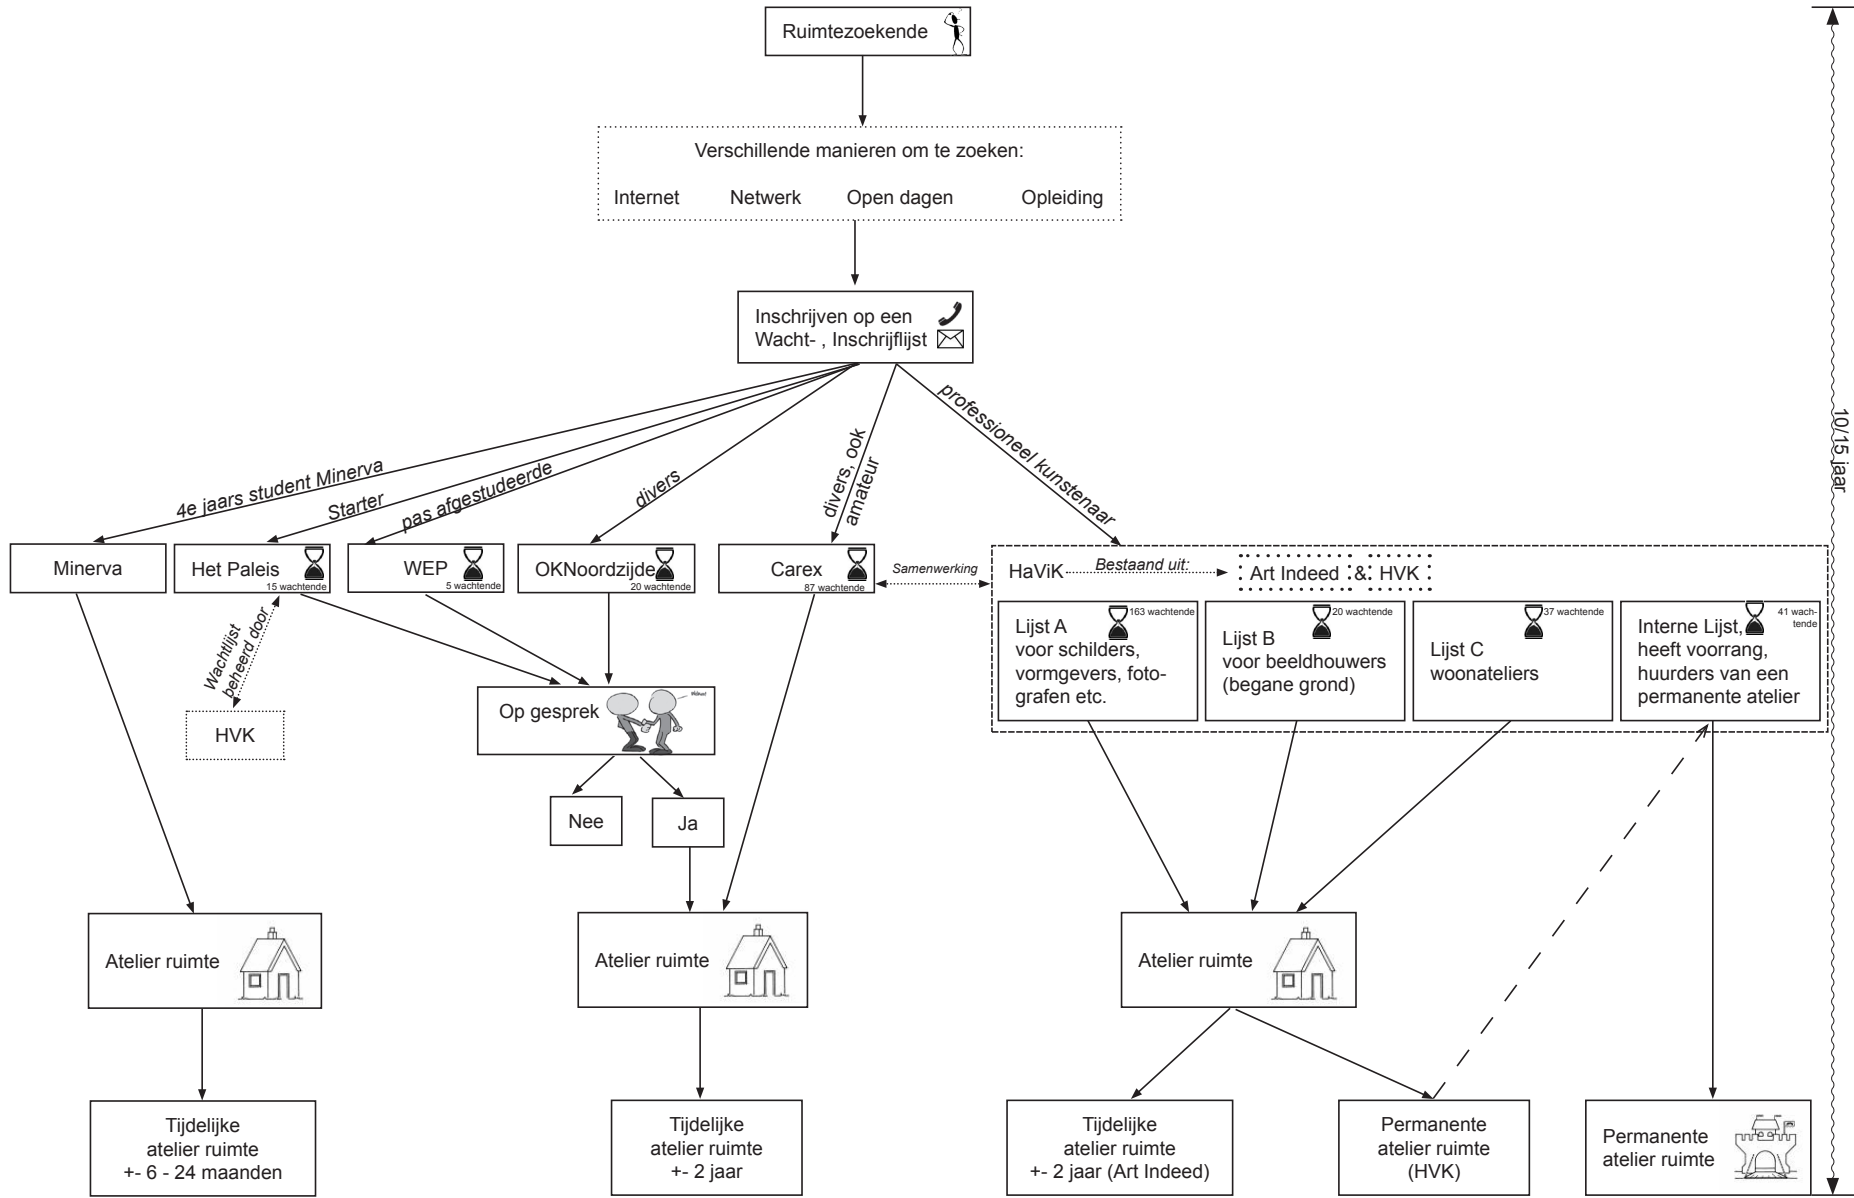 Ruimtezoekende
Verschillende manieren om te zoeken:
Internet Netwerk Open dagen Opleiding
Inschrijven op een
Wacht- , Inschrijflijst
4e jaars student Minerva
Starter
pas afgestudeerde
divers
divers, ook
amateur
professioneel kunstenaar
10/15 jaar
Minerva
Het Paleis
15 wachtende
WEP
5 wachtende
OKNoordzijde
20 wachtende
Carex
87 wachtende
Samenwerking
HaViK
Bestaand uit:
Art Indeed & HVK
163 wachtende
Lijst A
voor schilders,
vormgevers, foto-
grafen etc.
20 wachtende
Lijst B
voor beeldhouwers
(begane grond)
37 wachtende
Lijst C
woonateliers
41 wach-
tende
Interne Lijst,
heeft voorrang,
huurders van een
permanente atelier
Wachtlijst
beheerd door
HVK
Op gesprek
Nee
Ja
Atelier ruimte
Atelier ruimte
Atelier ruimte
Tijdelijke
atelier ruimte
+- 6 - 24 maanden
Tijdelijke
atelier ruimte
+- 2 jaar
Tijdelijke
atelier ruimte
+- 2 jaar (Art Indeed)
Permanente
atelier ruimte
(HVK)
Permanente
atelier ruimte